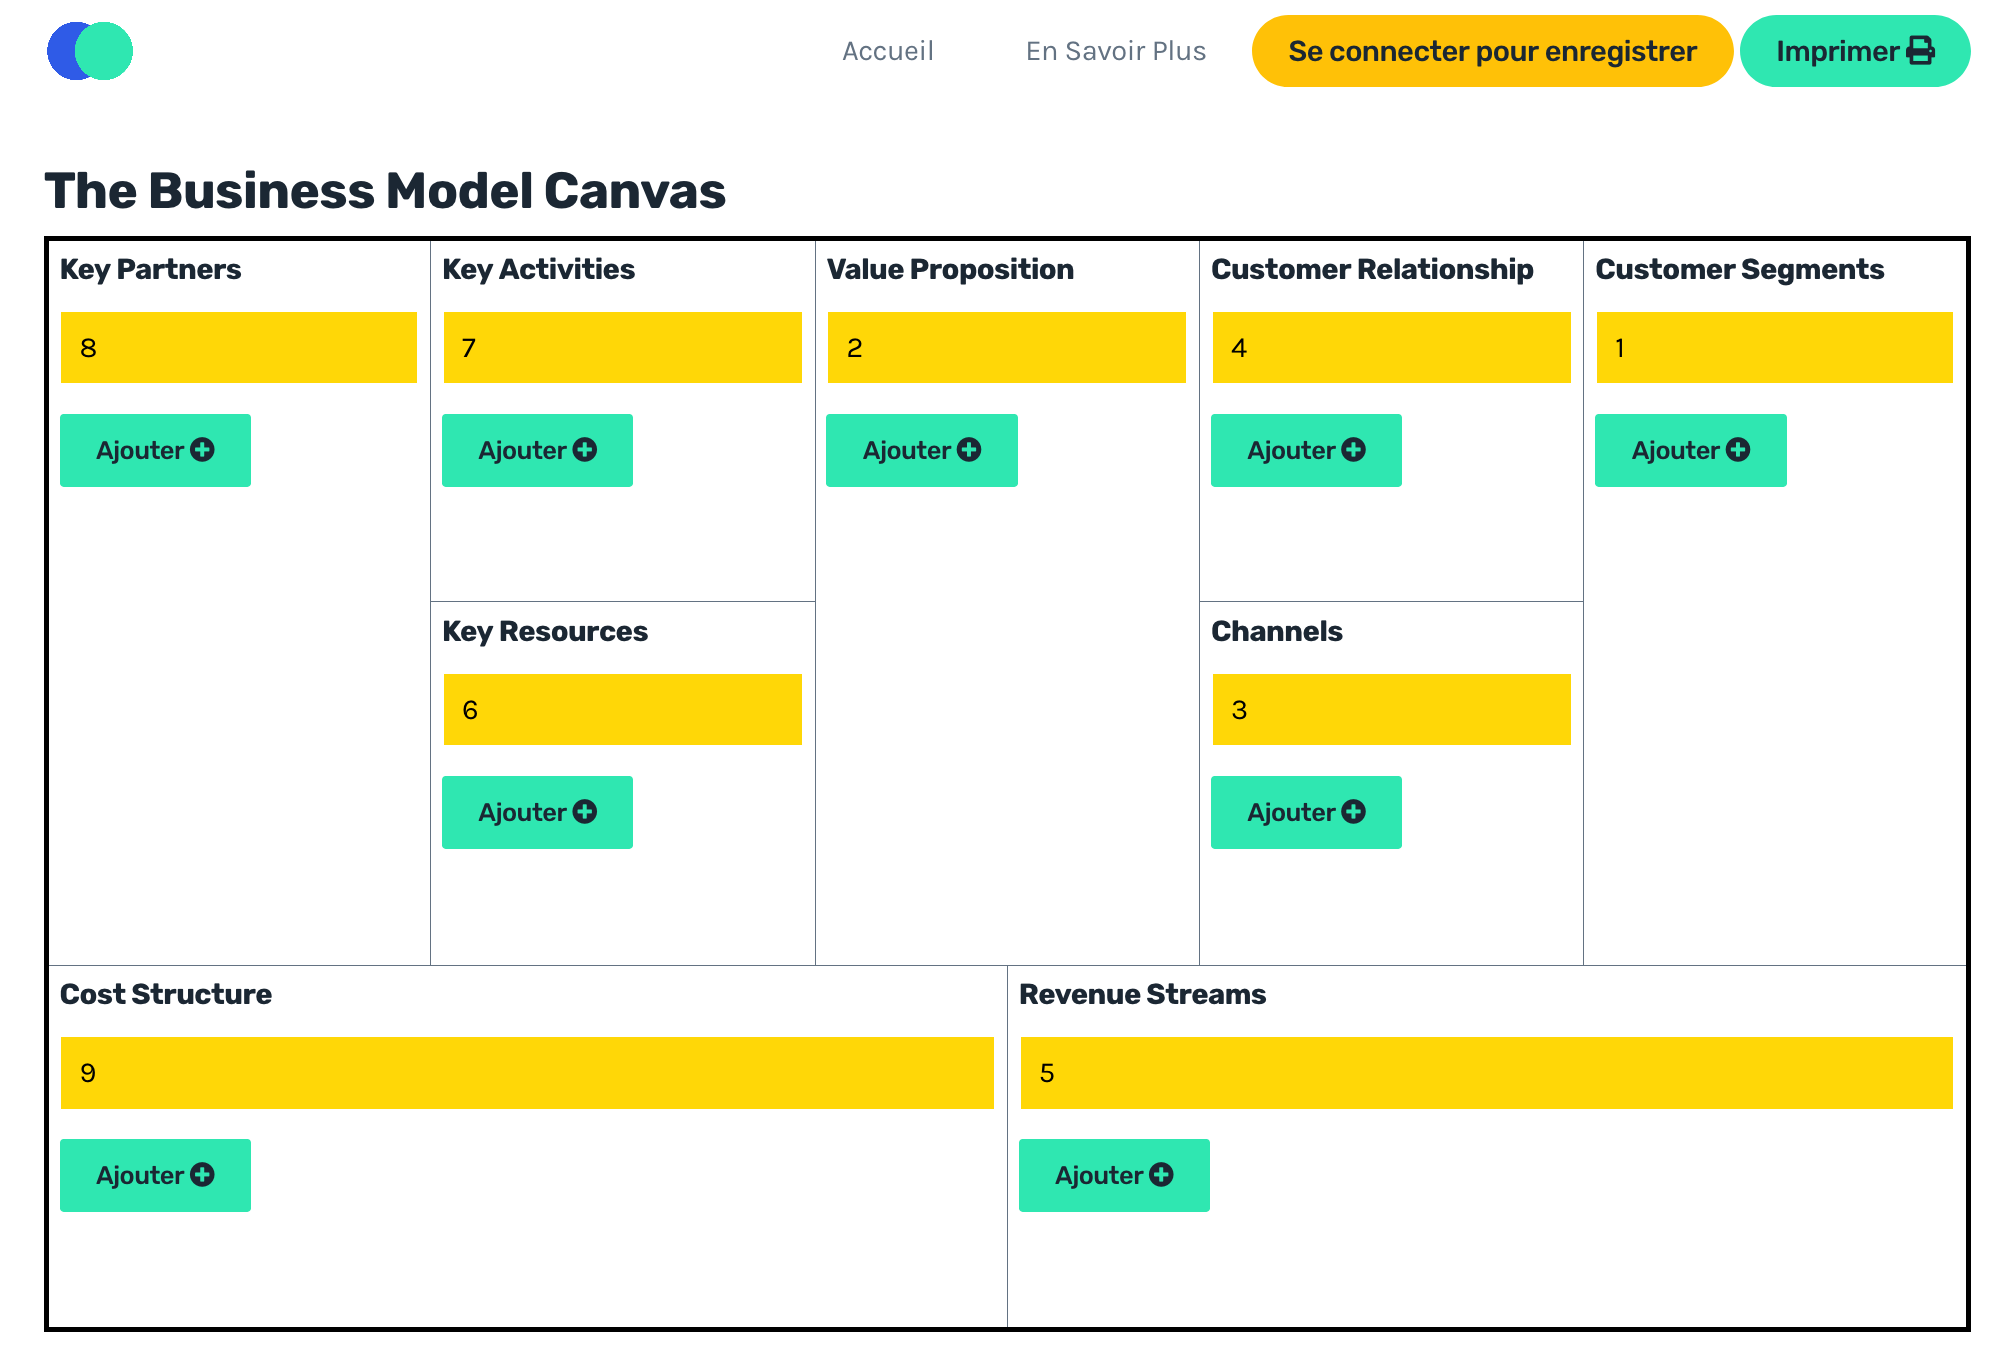 Accueil
En Savoir Plus
Se connecter pour enregistrer
Imprimer
The Business Model Canvas
Key Partners
8
Ajouter
Key Activities
7
Ajouter
Key Resources
6
Ajouter
Value Proposition
2
Ajouter
Customer Relationship
4
Ajouter
Channels
3
Ajouter
Customer Segments
1
Ajouter
Cost Structure
9
Ajouter
Revenue Streams
5
Ajouter